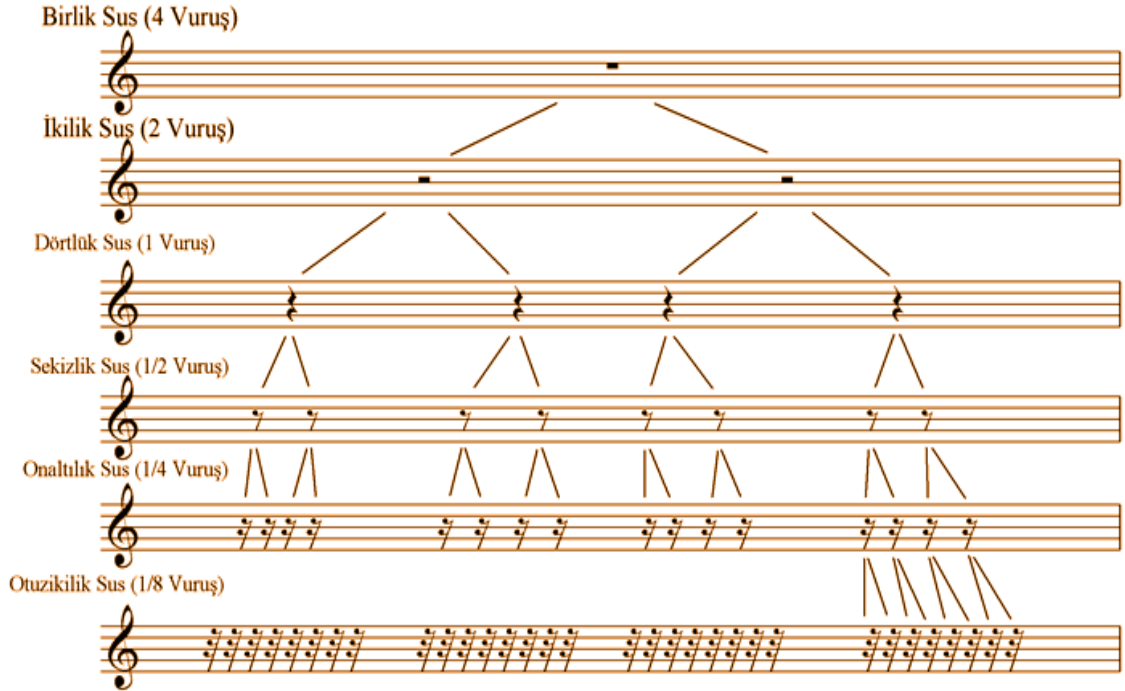 Birlik Sus (4 Vuruş)
İkilik Sus (2 Vuruş)
Dörtlük Sus (1 Vuruş)
Sekizlik Sus (1/2 Vuruş)
Onaltılık Sus (1/4 Vuruş)
Otuzikilik Sus (1/8 Vuruş)